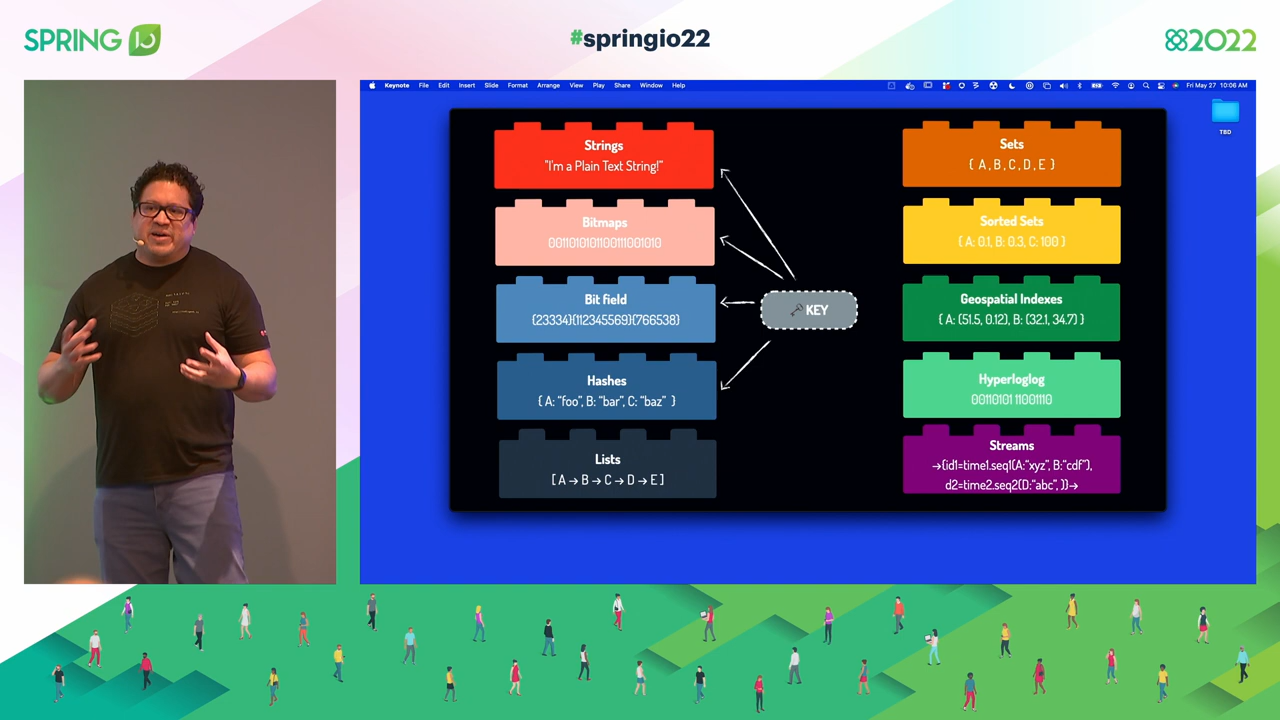 SPRING IO
#springio22
2022
Keynote File Edit Insert Slide Format Arrange View Play Share Window Help
Fri May 27 10:06 AM
TBD
Strings
"I'm a Plain Text String!"
Bitmaps
0011010101100111001010
Bit field
{23334}{112345569}{766538}
Hashes
{ A: "foo", B: "bar", C: "baz" }
Lists
[ A → B → C → D → E ]
KEY
Sets
{ A, B, C, D, E }
Sorted Sets
{ A: 0.1, B: 0.3, C: 100 }
Geospatial Indexes
{ A: (51.5, 0.12), B: (32.1, 34.7) }
Hyperloglog
00110101 11001110
Streams
→{id1=time1.seq1(A:"xyz", B:"cdf"),
d2=time2.seq2(D:"abc", )}→